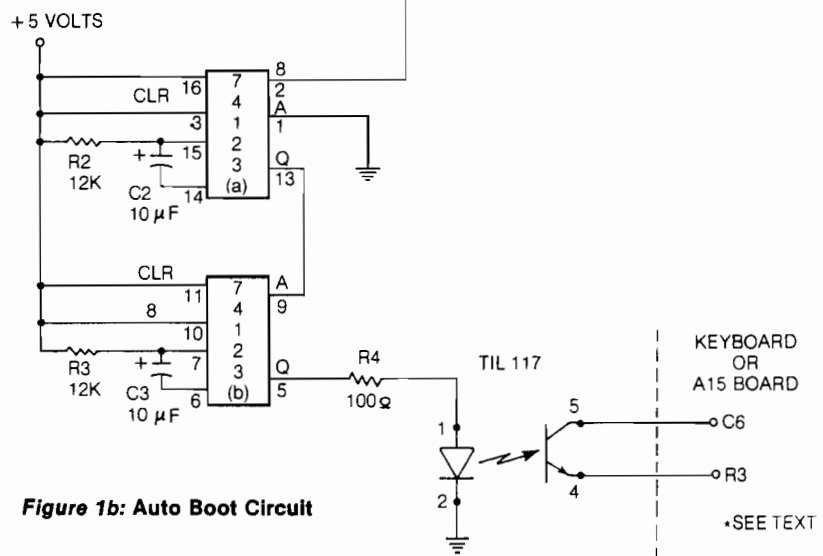 +5 VOLTS
16
CLR
3
15
R2
12K
+
C2
10 µF
14
7
4
1
2
3
(a)
8
2
A
1
Q
13
CLR
11
8
10
R3
12K
7
+
C3
10 µF
6
7
4
1
2
3
(b)
A
9
Q
5
R4
100Ω
TIL 117
1
2
5
4
KEYBOARD
OR
A15 BOARD
C6
R3
*SEE TEXT
Figure 1b: Auto Boot Circuit